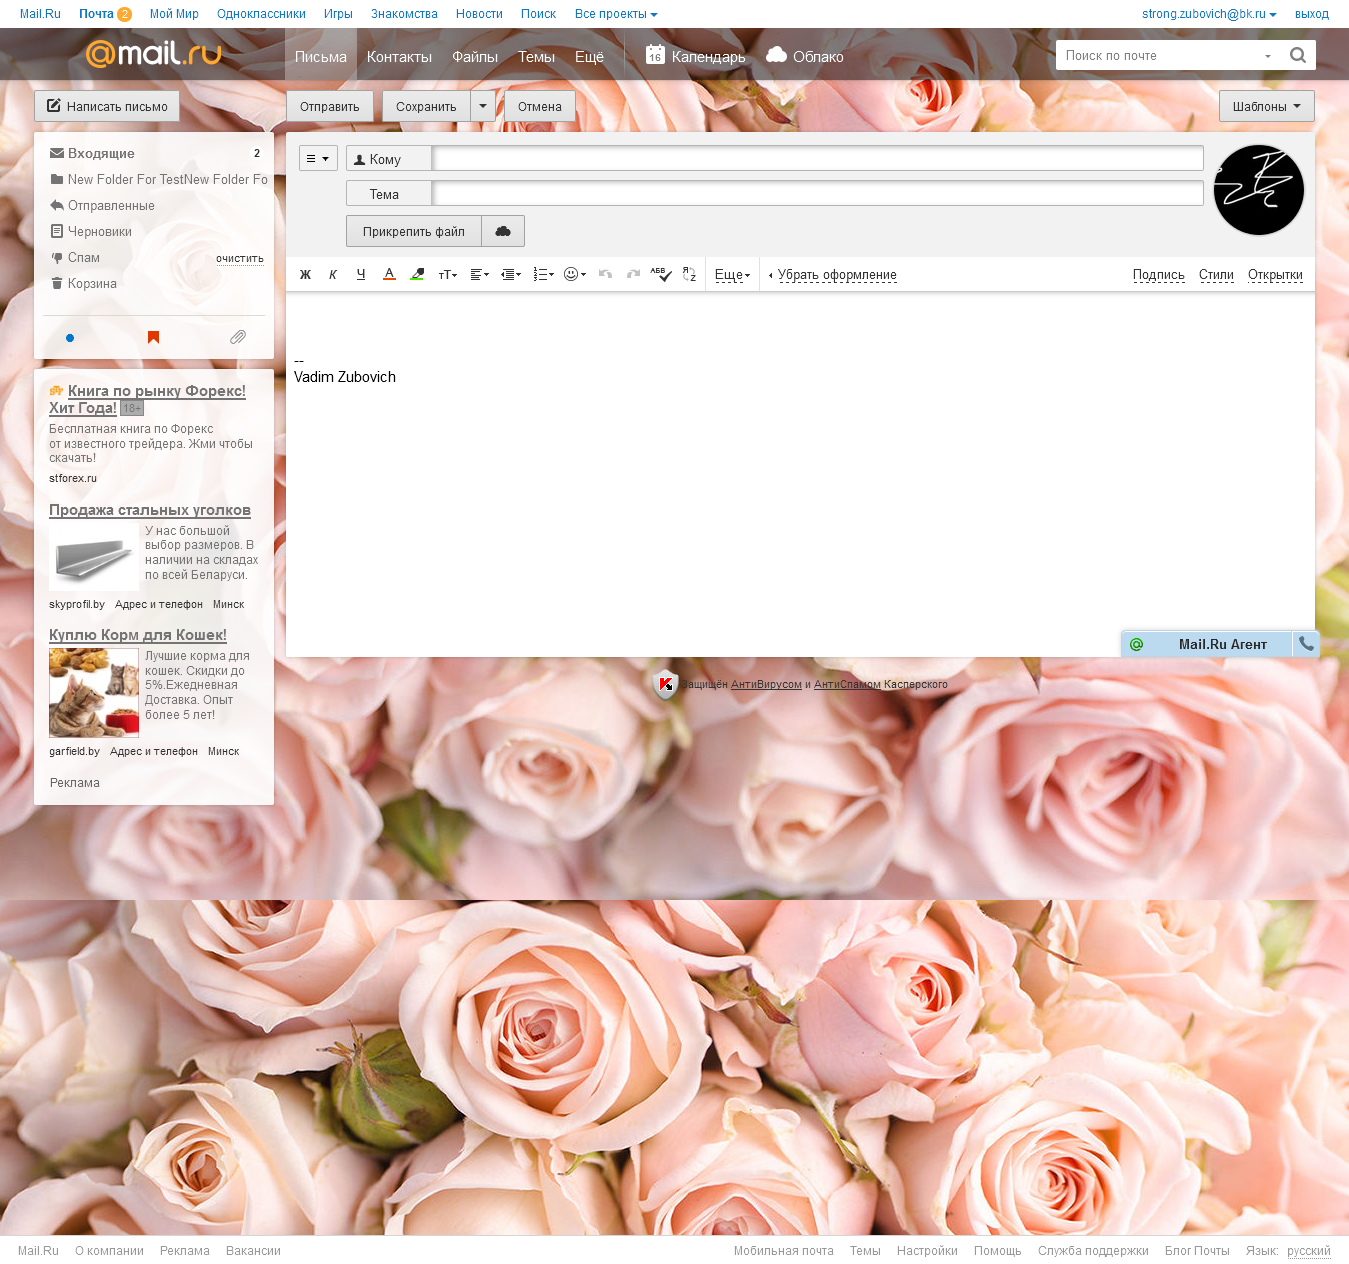 Mail.Ru Почта 2 Мой Мир Одноклассники Игры Знакомства Новости Поиск Все проекты strong.zubovich@bk.ru выход
@mail.ru Письма Контакты Файлы Темы Ещё 16 Календарь Облако Поиск по почте
Написать письмо Отправить Сохранить Отмена Шаблоны
Входящие 2
New Folder For TestNew Folder Fo
Отправленные
Черновики
Спам очистить
Корзина
Кому
Тема
Прикрепить файл
Ж К Ч А тТ АБВ Еще Убрать оформление Подпись Стили Открытки
--
Vadim Zubovich
Книга по рынку Форекс!
Хит Года! 18+
Бесплатная книга по Форекс
от известного трейдера. Жми чтобы
скачать!
stforex.ru
Продажа стальных уголков
У нас большой
выбор размеров. В
наличии на складах
по всей Беларуси.
skyprofil.by Адрес и телефон Минск
Куплю Корм для Кошек!
Лучшие корма для
кошек. Скидки до
5%.Ежедневная
Доставка. Опыт
более 5 лет!
garfield.by Адрес и телефон Минск
Реклама
Mail.Ru Агент
Защищён АнтиВирусом и АнтиСпамом Касперского
Mail.Ru О компании Реклама Вакансии Мобильная почта Темы Настройки Помощь Служба поддержки Блог Почты Язык: русский